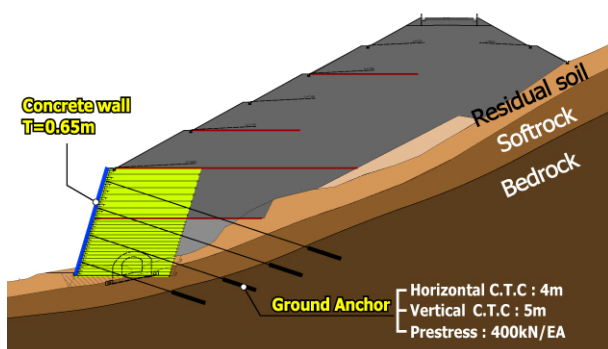 Concrete wall
T=0.65m
Residual soil
Softrock
Bedrock
Ground Anchor
Horizontal C.T.C : 4m
Vertical C.T.C : 5m
Prestress : 400kN/EA